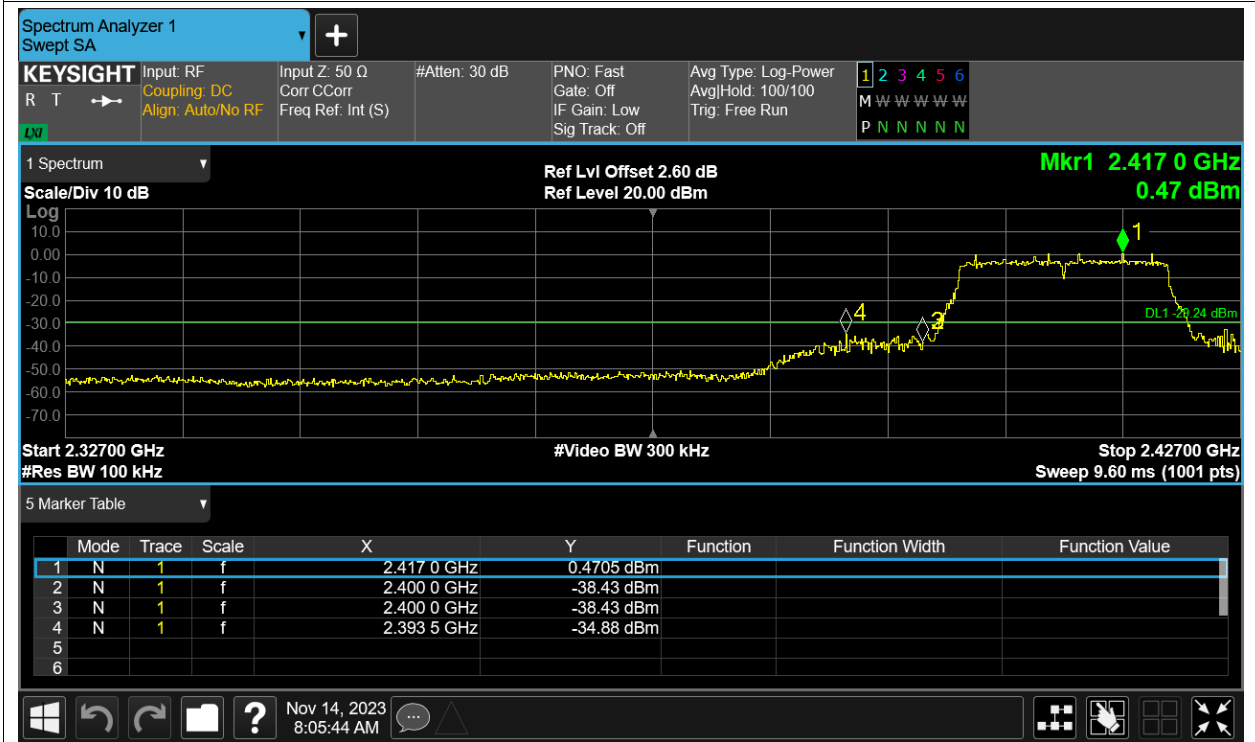 Spectrum Analyzer 1
Swept SA
+
KEYSIGHT
R T
LXI
Input: RF
Coupling: DC
Align: Auto/No RF
Input Z: 50 Ω
Corr CCorr
Freq Ref: Int (S)
#Atten: 30 dB
PNO: Fast
Gate: Off
IF Gain: Low
Sig Track: Off
Avg Type: Log-Power
Avg|Hold: 100/100
Trig: Free Run
1 2 3 4 5 6
M W W W W W
P N N N N N
1 Spectrum
Scale/Div 10 dB
Ref Lvl Offset 2.60 dB
Ref Level 20.00 dBm
Mkr1 2.417 0 GHz
0.47 dBm
Log
10.0
0.00
-10.0
-20.0
-30.0
-40.0
-50.0
-60.0
-70.0
1
4
DL1 -29.24 dBm
Start 2.32700 GHz
#Video BW 300 kHz
Stop 2.42700 GHz
#Res BW 100 kHz
Sweep 9.60 ms (1001 pts)
5 Marker Table
Mode Trace Scale X Y Function Function Width Function Value
1 N 1 f 2.417 0 GHz 0.4705 dBm
2 N 1 f 2.400 0 GHz -38.43 dBm
3 N 1 f 2.400 0 GHz -38.43 dBm
4 N 1 f 2.393 5 GHz -34.88 dBm
5
6
?
Nov 14, 2023
8:05:44 AM